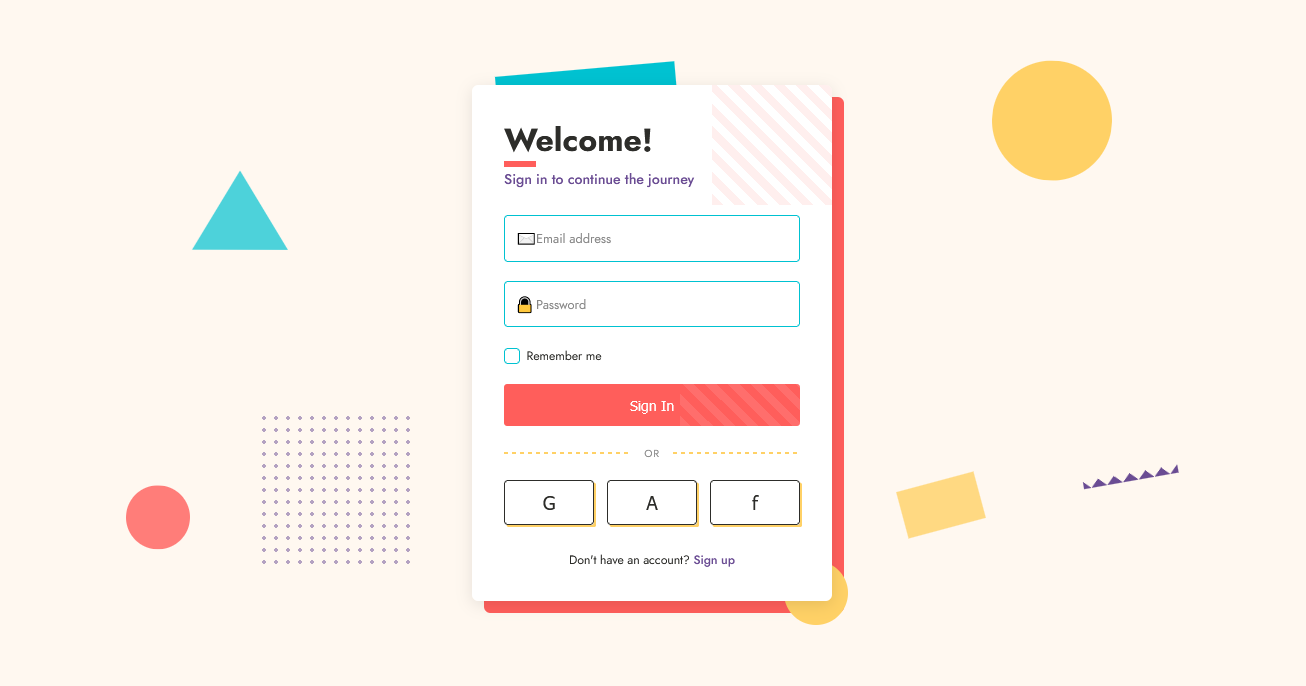 Welcome!
Sign in to continue the journey
Email address
Password
Remember me
Sign In
OR
G A f
Don't have an account? Sign up